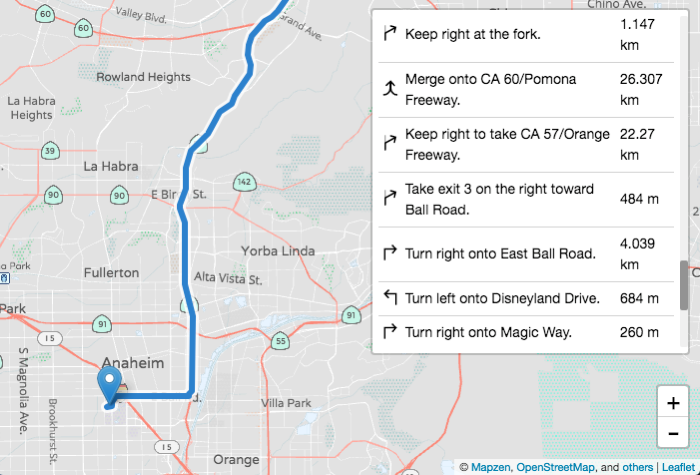 Chino Ave.
Valley Blvd.
Grand Ave.
60
60
Rowland Heights
La Habra
Heights
39
La Habra
90
90
142
Yorba Linda
Fullerton
Alta Vista St.
Park
91
91
15
55
Anaheim
S Magnolia Ave.
Brookhurst St.
Villa Park
15
Orange
Keep right at the fork.
1.147
km
Merge onto CA 60/Pomona
Freeway.
26.307
km
Keep right to take CA 57/Orange
Freeway.
22.27
km
Take exit 3 on the right toward
Ball Road.
484 m
Turn right onto East Ball Road.
4.039
km
Turn left onto Disneyland Drive.
684 m
Turn right onto Magic Way.
260 m
+
-
© Mapzen, OpenStreetMap, and others | Leaflet